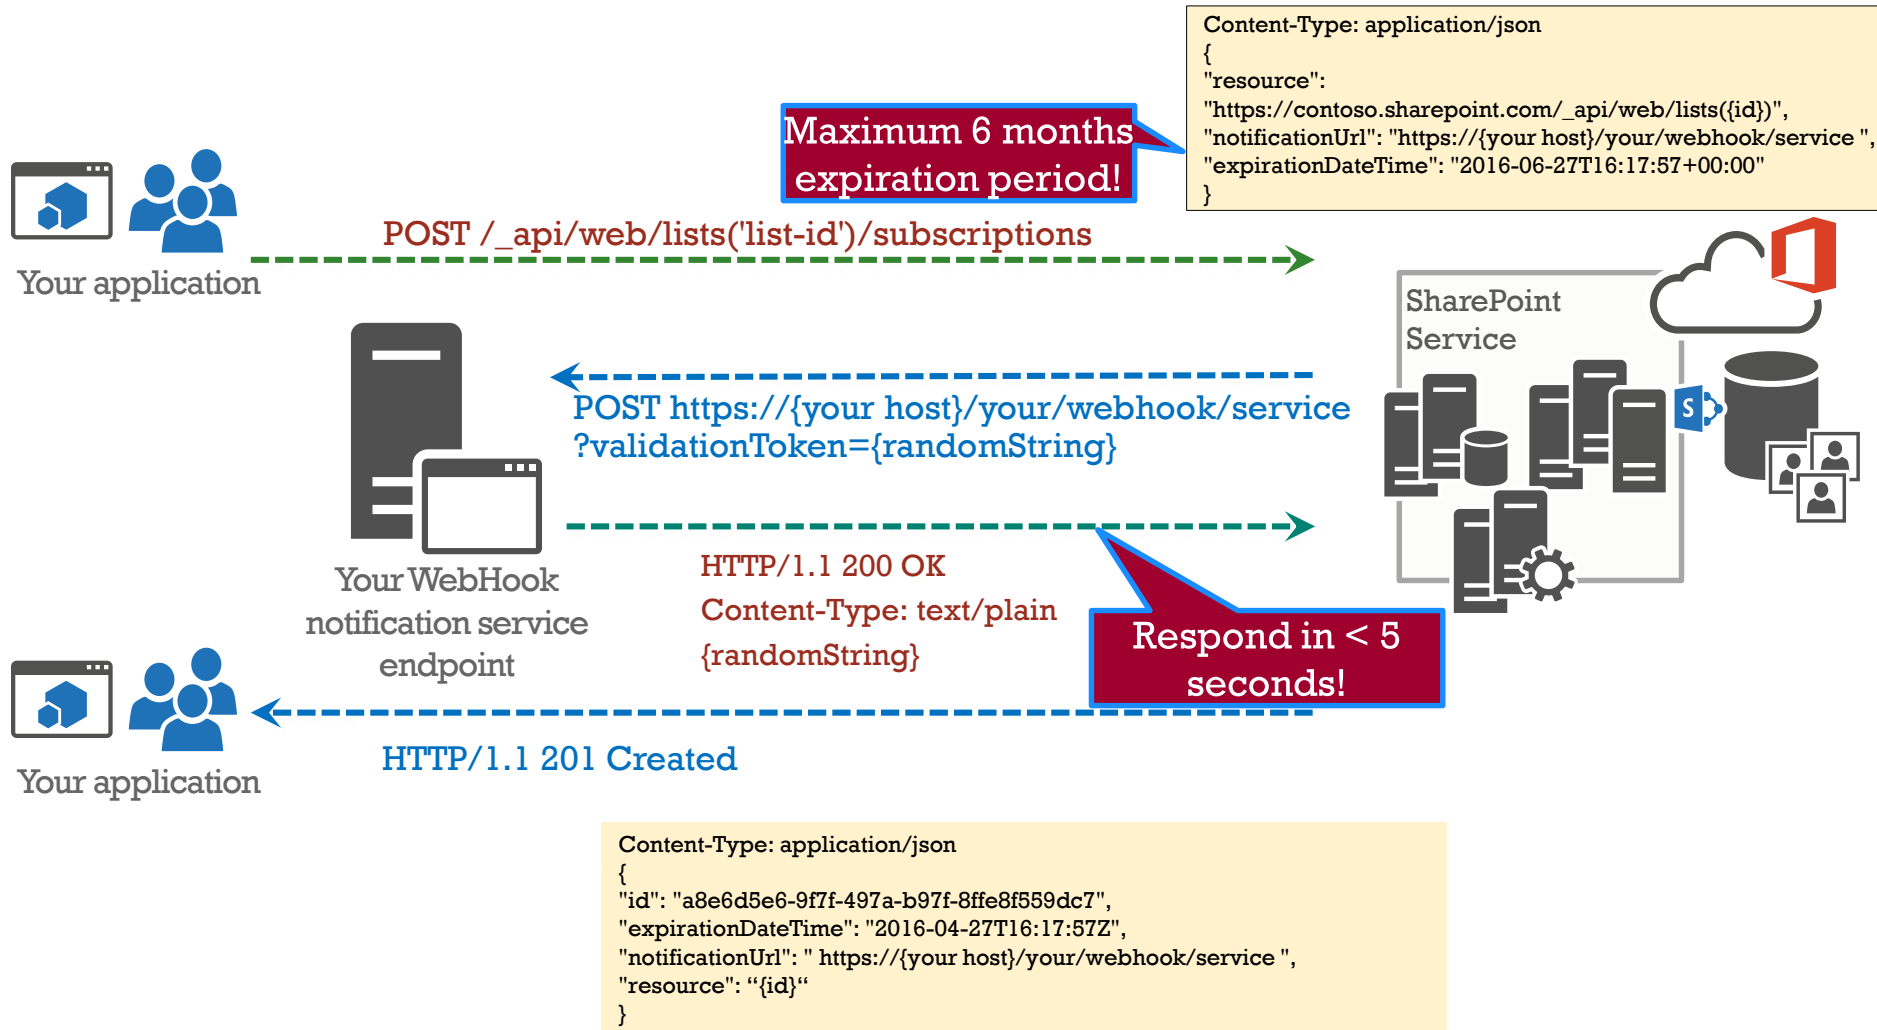 Content-Type: application/json
{
"resource":
"https://contoso.sharepoint.com/_api/web/lists({id})",
"notificationUrl": "https://{your host}/your/webhook/service ",
"expirationDateTime": "2016-06-27T16:17:57+00:00"
}
Maximum 6 months
expiration period!
POST /_api/web/lists('list-id')/subscriptions
Your application
SharePoint
Service
S
POST https://{your host}/your/webhook/service
?validationToken={randomString}
HTTP/1.1 200 OK
Content-Type: text/plain
{randomString}
Your WebHook
notification service
endpoint
Respond in < 5
seconds!
HTTP/1.1 201 Created
Your application
Content-Type: application/json
{
"id": "a8e6d5e6-9f7f-497a-b97f-8ffe8f559dc7",
"expirationDateTime": "2016-04-27T16:17:57Z",
"notificationUrl": " https://{your host}/your/webhook/service ",
"resource": “{id}“
}